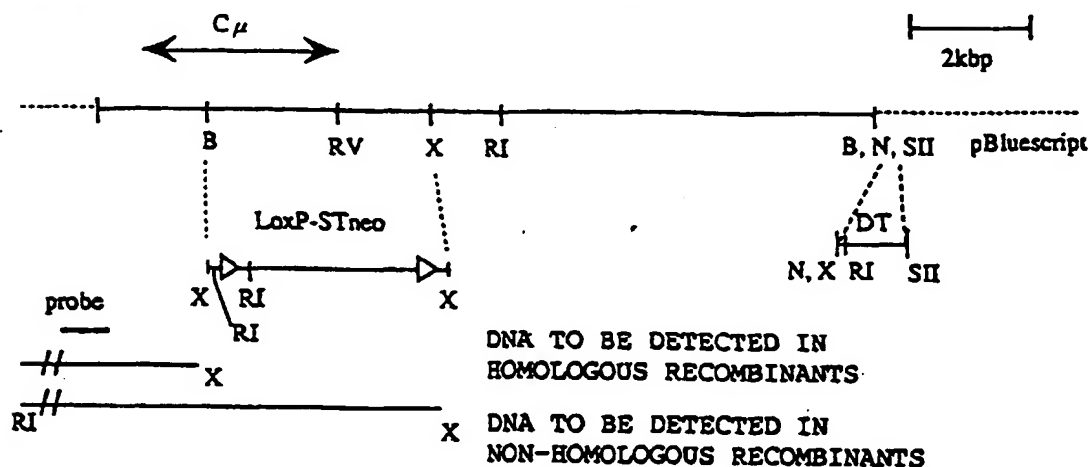 Cμ
2kbp
B RV X RI B, N, SII pBluescript
LoxP-STneo DT
X RI X N, X RI SII
probe RI
DNA TO BE DETECTED IN
HOMOLOGOUS RECOMBINANTS
X
RI X DNA TO BE DETECTED IN
NON-HOMOLOGOUS RECOMBINANTS